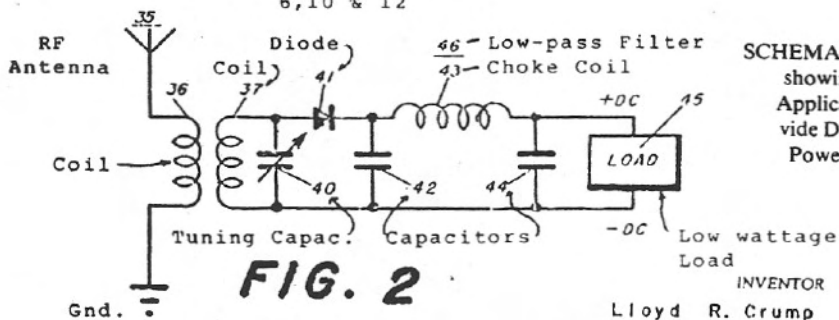 6,10 & 12
35
RF
Antenna
Diode
41
46 Low-pass Filter
43 Choke Coil
SCHEMA
showi
Applic
vide D
Powe
Coil
36
37
+DC
45
LOAD
Coil
40
42
44
-DC
Tuning Capac.
Capacitors
Low wattage
Load
FIG. 2
INVENTOR
Gnd.
Lloyd R. Crump